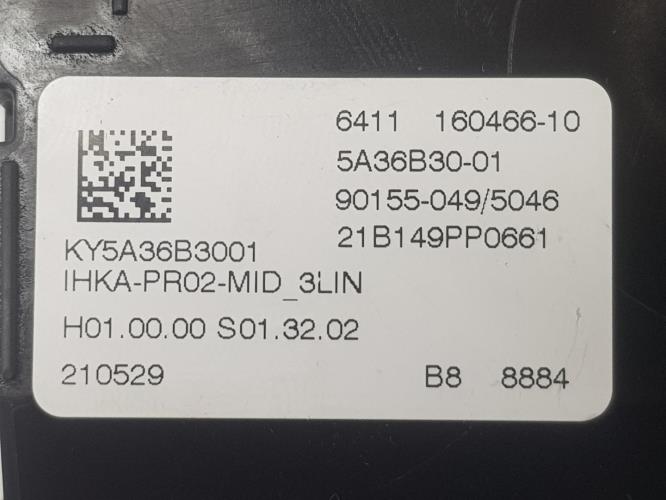 6411 160466-10
5A36B30-01
90155-049/5046
21B149PP0661
KY5A36B3001
IHKA-PR02-MID_3LIN
H01.00.00 S01.32.02
210529 B8 8884